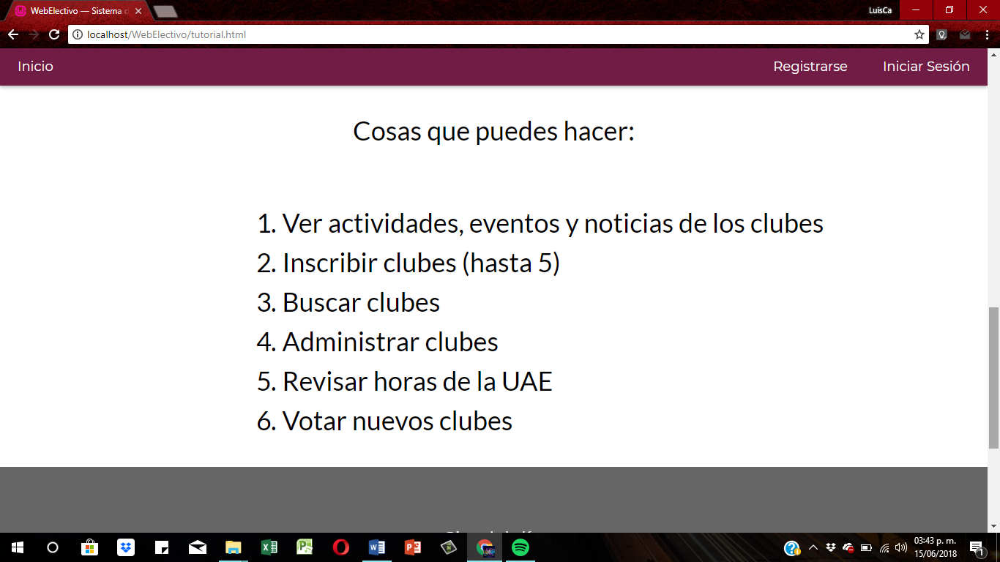 WebElectivo — Sistema d
LuisCa
localhost/WebElectivo/tutorial.html
Inicio
Registrarse
Iniciar Sesión
Cosas que puedes hacer:
1. Ver actividades, eventos y noticias de los clubes
2. Inscribir clubes (hasta 5)
3. Buscar clubes
4. Administrar clubes
5. Revisar horas de la UAE
6. Votar nuevos clubes
03:43 p. m.
15/06/2018
1